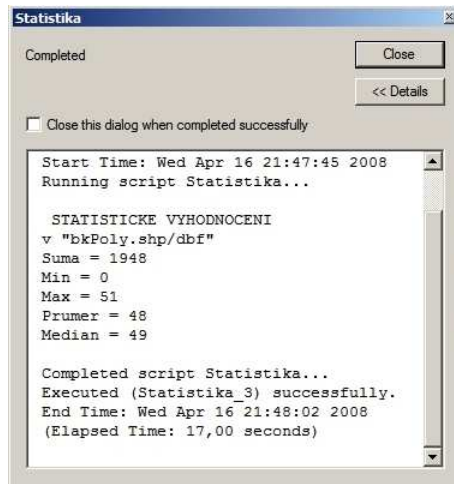 Statistika
Completed
Close
<< Details
Close this dialog when completed successfully
Start Time: Wed Apr 16 21:47:45 2008
Running script Statistika...
STATISTICKE VYHODNOCENI
v "bkPoly.shp/dbf"
Suma = 1948
Min = 0
Max = 51
Prumer = 48
Median = 49
Completed script Statistika...
Executed (Statistika_3) successfully.
End Time: Wed Apr 16 21:48:02 2008
(Elapsed Time: 17,00 seconds)